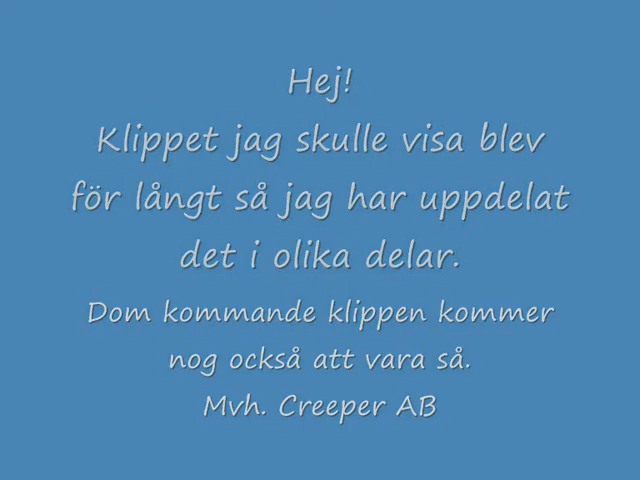 Hej!
Klippet jag skulle visa blev
för långt så jag har uppdelat
det i olika delar.
Dom kommande klippen kommer
nog också att vara så.
Mvh. Creeper AB